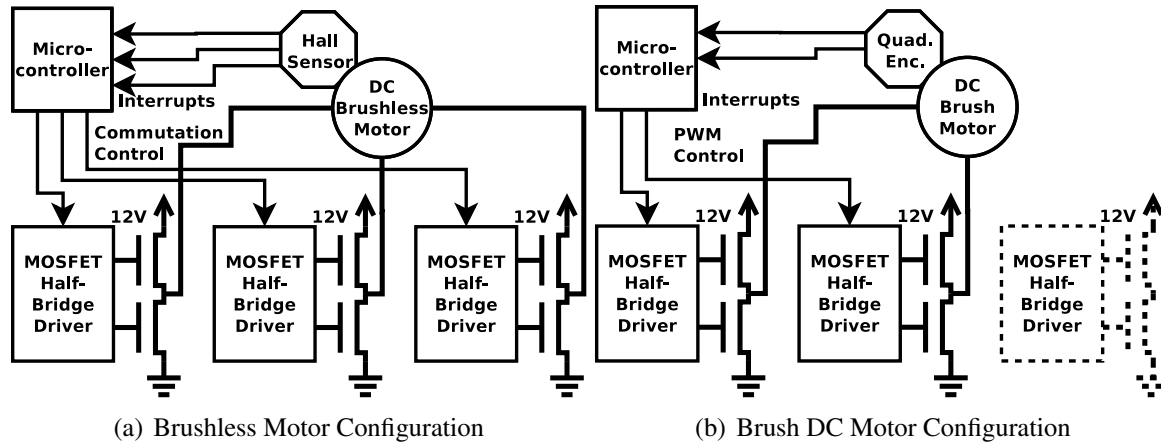 Micro-
controller
Hall
Sensor
DC
Brushless
Motor
Interrupts
Commutation
Control
12V
MOSFET
Half-
Bridge
Driver
12V
MOSFET
Half-
Bridge
Driver
12V
MOSFET
Half-
Bridge
Driver
(a) Brushless Motor Configuration
Micro-
controller
Quad.
Enc.
DC
Brush
Motor
Interrupts
PWM
Control
12V
MOSFET
Half-
Bridge
Driver
12V
MOSFET
Half-
Bridge
Driver
12V
MOSFET
Half-
Bridge
Driver
(b) Brush DC Motor Configuration